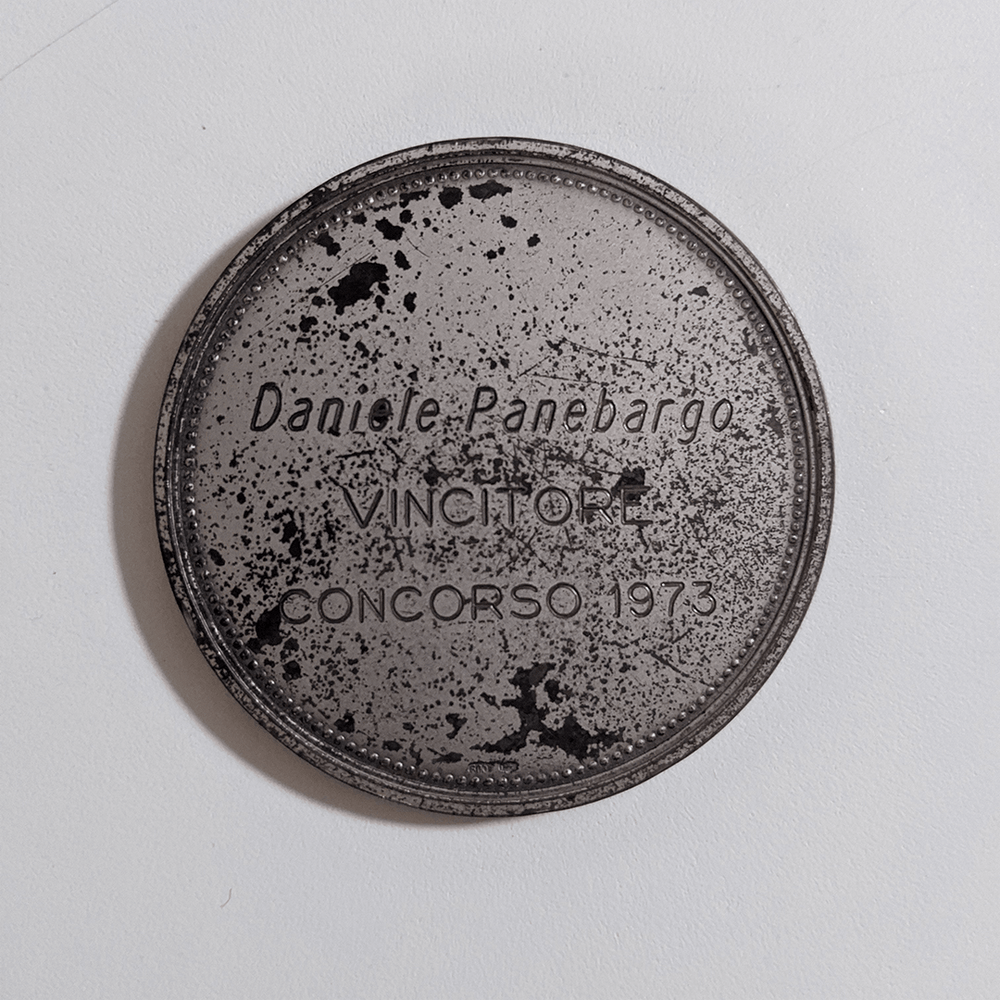 Daniele Panebargo
VINCITORE
CONCORSO 1973